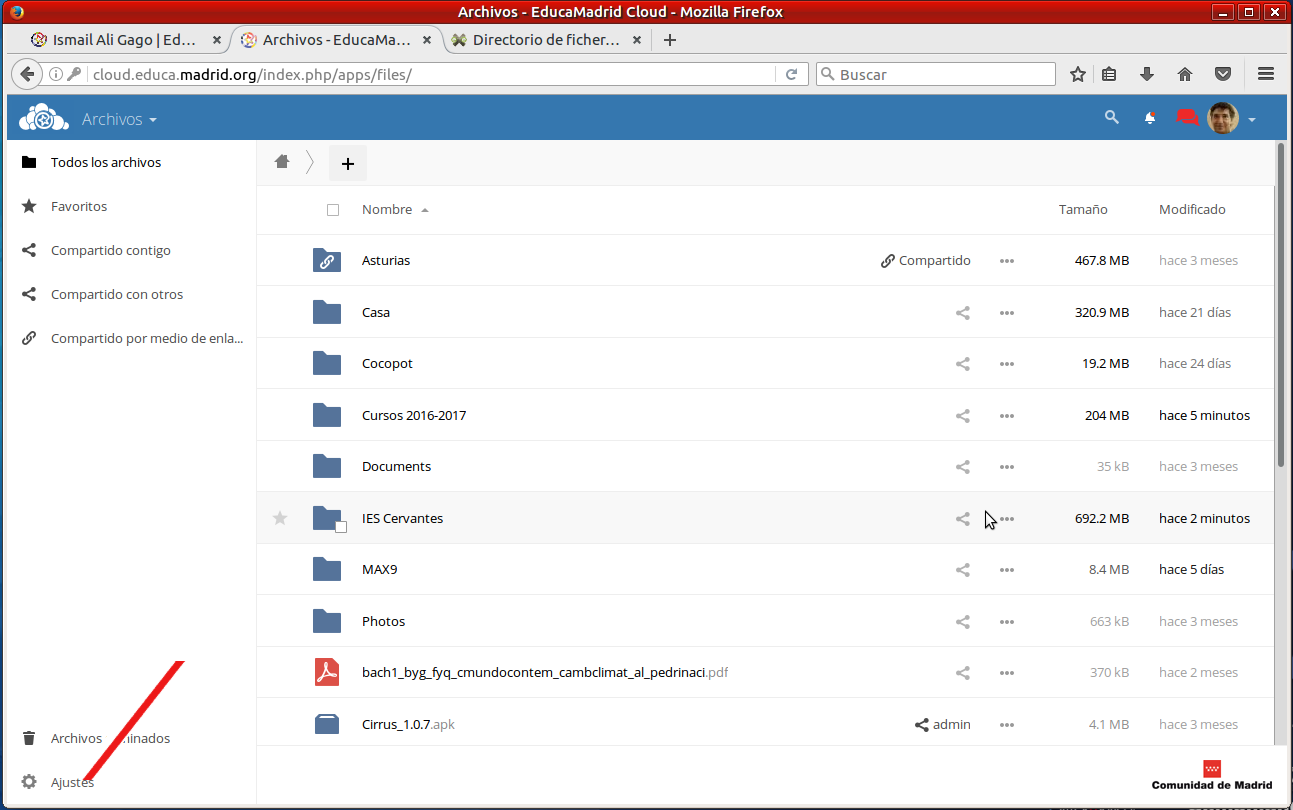 Archivos - EducaMadrid Cloud - Mozilla Firefox
Ismail Ali Gago | Ed...
Archivos - EducaMa...
Directorio de ficher...
cloud.educa.madrid.org/index.php/apps/files/
Buscar
Archivos
Todos los archivos
Favoritos
Compartido contigo
Compartido con otros
Compartido por medio de enla...
Nombre Tamaño Modificado
Asturias Compartido 467.8 MB hace 3 meses
Casa 320.9 MB hace 21 días
Cocopot 19.2 MB hace 24 días
Cursos 2016-2017 204 MB hace 5 minutos
Documents 35 kB hace 3 meses
IES Cervantes 692.2 MB hace 2 minutos
MAX9 8.4 MB hace 5 días
Photos 663 kB hace 3 meses
bach1_byg_fyq_cmundocontem_cambclimat_al_pedrinaci.pdf 370 kB hace 2 meses
Cirrus_1.0.7.apk admin 4.1 MB hace 3 meses
Archivos
Ajustes
Comunidad de Madrid